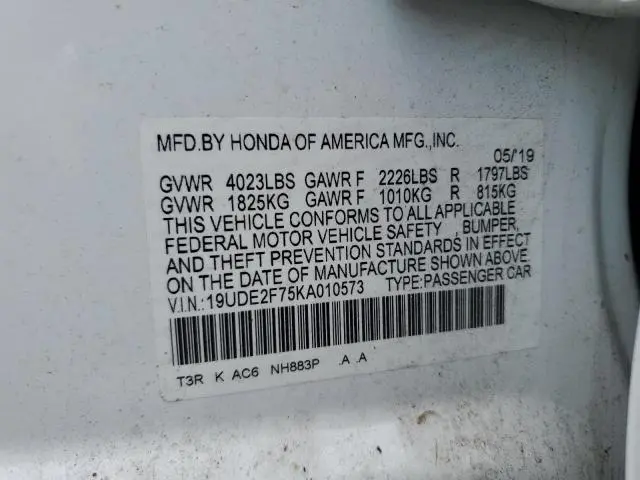 MFD.BY HONDA OF AMERICA MFG.,INC.
05/19
GVWR 4023LBS GAWR F 2226LBS R 1797LBS
GVWR 1825KG GAWR F 1010KG R 815KG
THIS VEHICLE CONFORMS TO ALL APPLICABLE
FEDERAL MOTOR VEHICLE SAFETY , BUMPER,
AND THEFT PREVENTION STANDARDS IN EFFECT
ON THE DATE OF MANUFACTURE SHOWN ABOVE.
V.I.N.:19UDE2F75KA010573 TYPE:PASSENGER CAR
T3R K AC6 NH883P .A .A